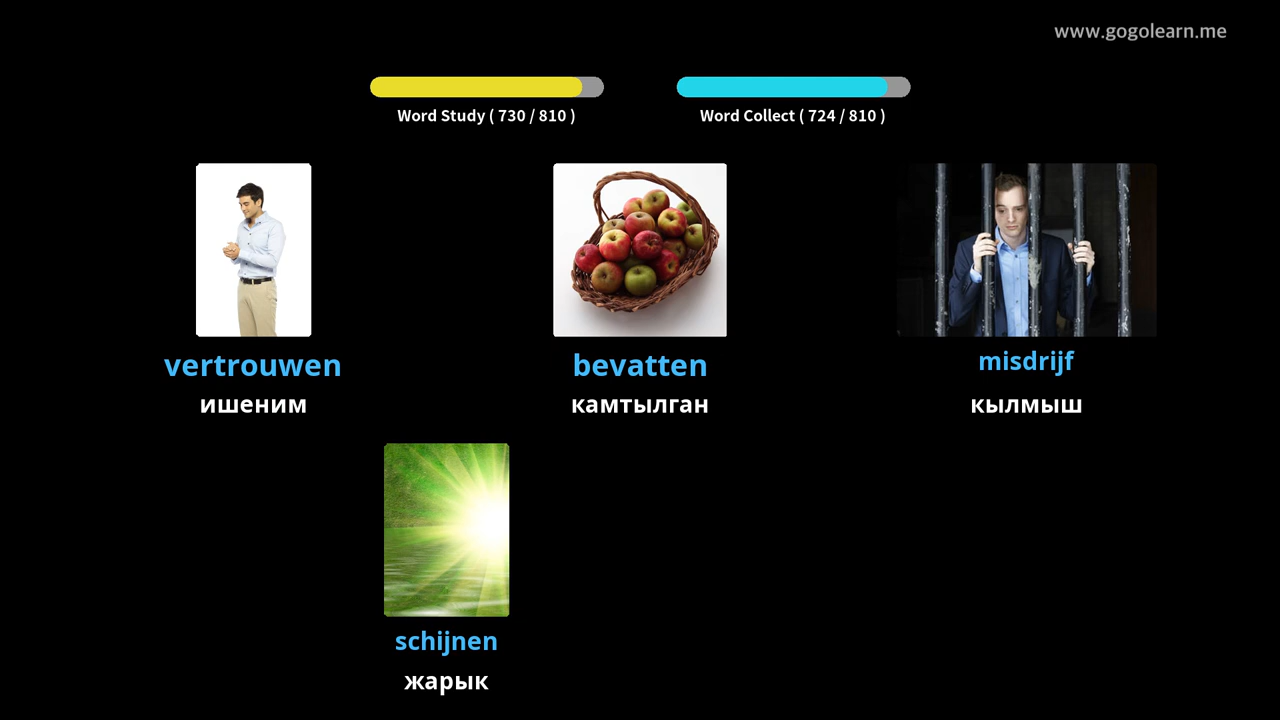 www.gogolearn.me
Word Study ( 730 / 810 )
Word Collect ( 724 / 810 )
vertrouwen
ишеним
bevatten
камтылган
misdrijf
кылмыш
schijnen
жарык